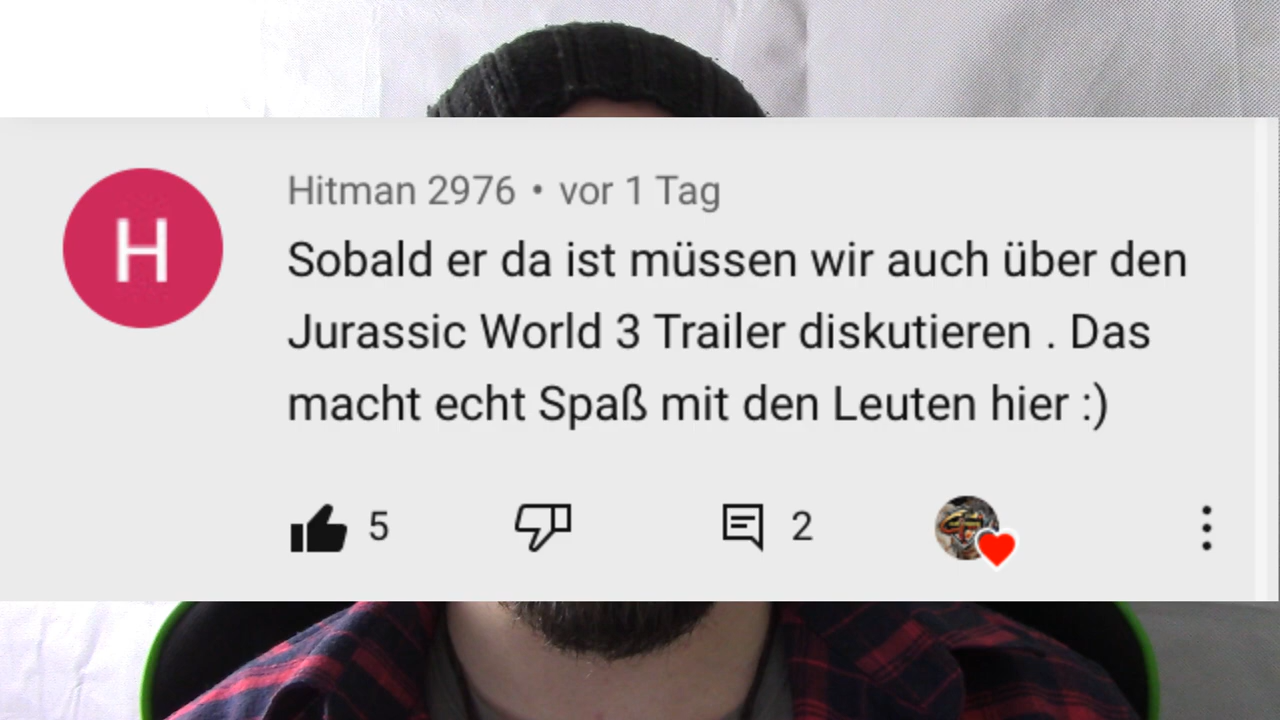 H
Hitman 2976 • vor 1 Tag
Sobald er da ist müssen wir auch über den
Jurassic World 3 Trailer diskutieren . Das
macht echt Spaß mit den Leuten hier :)
5
2